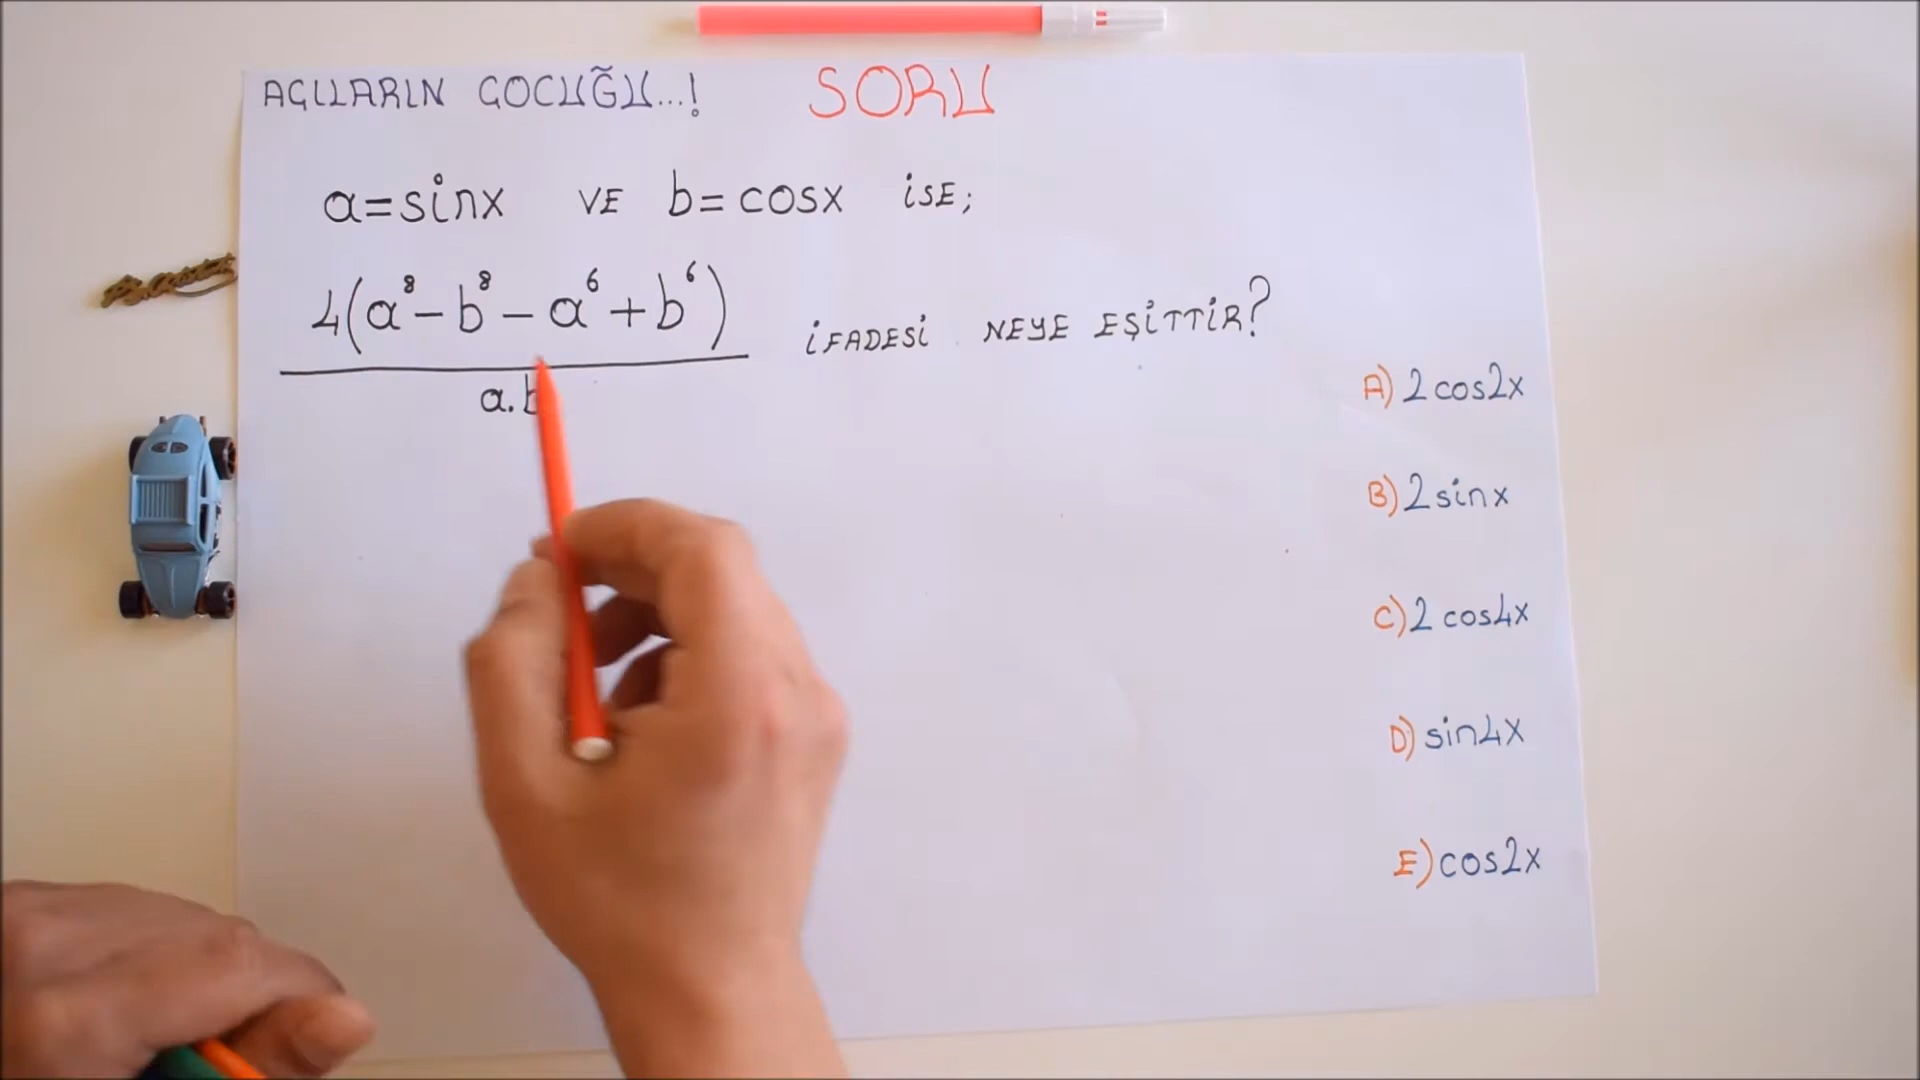 AÇILARIN ÇOCUĞU...! SORU
a=sinx VE b=cosx İSE;
4(a⁸-b⁸-a⁶+b⁶)
a.b
İFADESİ NEYE EŞİTTİR?
A) 2cos2x
B) 2sinx
C) 2cos4x
D) sin4x
E) cos2x